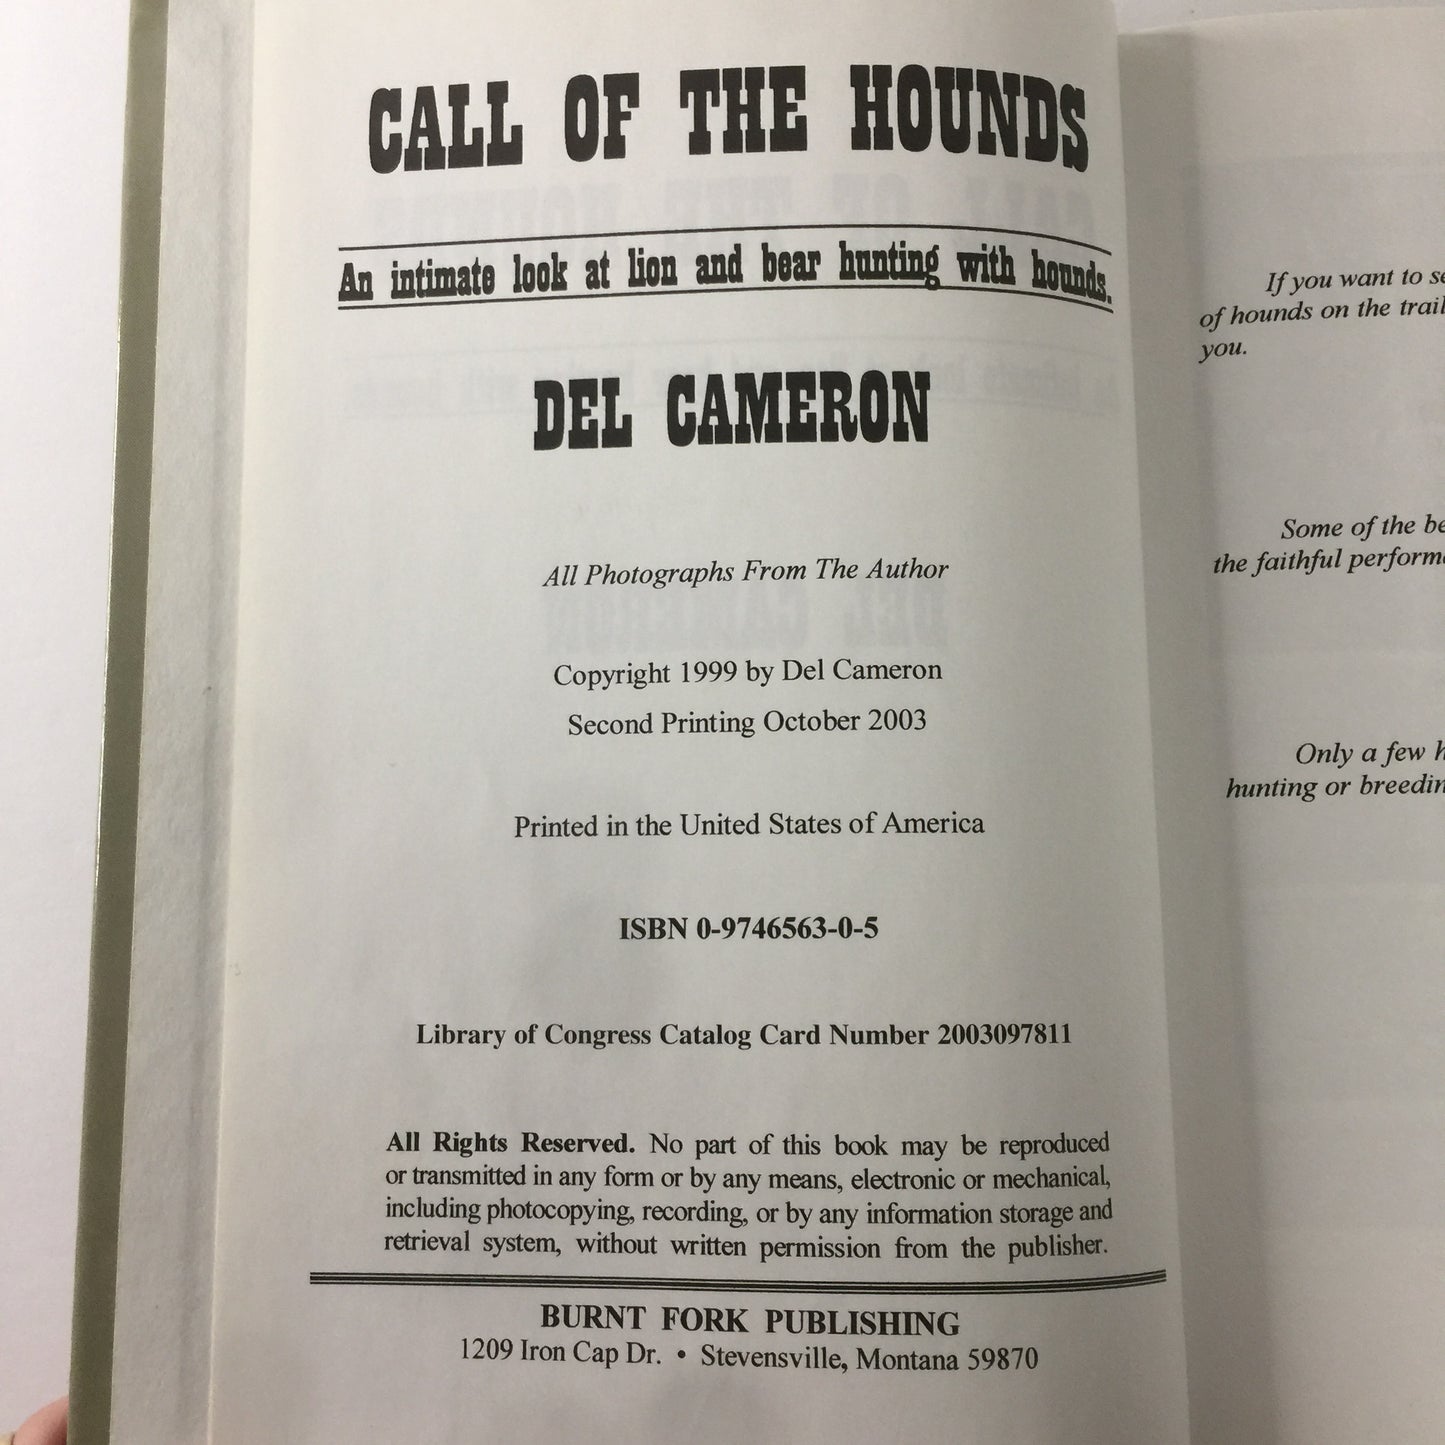 CALL OF THE HOUNDS
An intimate look at lion and bear hunting with hounds.
DEL CAMERON
All Photographs From The Author
Copyright 1999 by Del Cameron
Second Printing October 2003
Printed in the United States of America
ISBN 0-9746563-0-5
Library of Congress Catalog Card Number 2003097811
All Rights Reserved. No part of this book may be reproduced
or transmitted in any form or by any means, electronic or mechanical,
including photocopying, recording, or by any information storage and
retrieval system, without written permission from the publisher.
BURNT FORK PUBLISHING
1209 Iron Cap Dr. • Stevensville, Montana 59870
If you want to
of hounds on the trail
you.
Some of the
the faithful
Only a few
hunting or